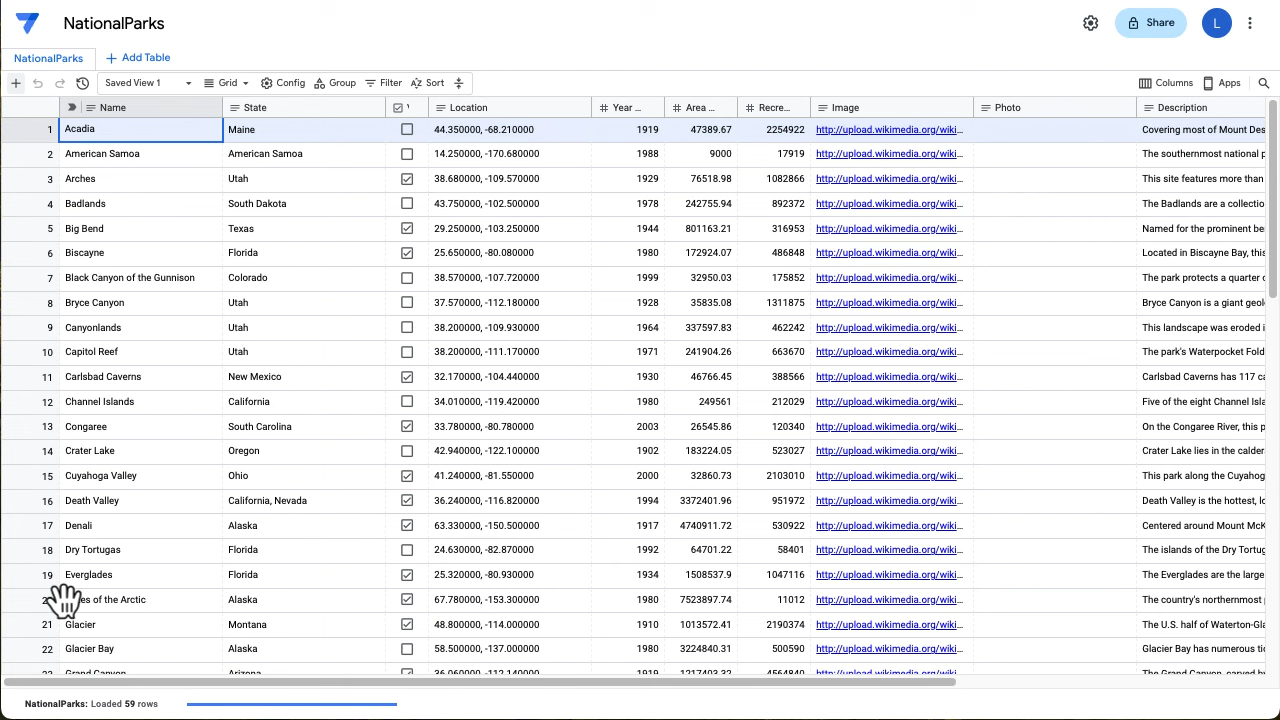 NationalParks
Share
L
NationalParks
Add Table
Saved View 1
Grid
Config
Group
Filter
Sort
Columns
Apps
Name State Location Year ... Area ... Recre... Image Photo Description
1 Acadia Maine 44.350000, -68.210000 1919 47389.67 2254922 http://upload.wikimedia.org/wiki... Covering most of Mount Des
2 American Samoa American Samoa 14.250000, -170.680000 1988 9000 17919 http://upload.wikimedia.org/wiki... The southernmost national p
3 Arches Utah 38.680000, -109.570000 1929 76518.98 1082866 http://upload.wikimedia.org/wiki... This site features more than
4 Badlands South Dakota 43.750000, -102.500000 1978 242755.94 892372 http://upload.wikimedia.org/wiki... The Badlands are a collectio
5 Big Bend Texas 29.250000, -103.250000 1944 801163.21 316953 http://upload.wikimedia.org/wiki... Named for the prominent be
6 Biscayne Florida 25.650000, -80.080000 1980 172924.07 486848 http://upload.wikimedia.org/wiki... Located in Biscayne Bay, this
7 Black Canyon of the Gunnison Colorado 38.570000, -107.720000 1999 32950.03 175852 http://upload.wikimedia.org/wiki... The park protects a quarter o
8 Bryce Canyon Utah 37.570000, -112.180000 1928 35835.08 1311875 http://upload.wikimedia.org/wiki... Bryce Canyon is a giant geol
9 Canyonlands Utah 38.200000, -109.930000 1964 337597.83 462242 http://upload.wikimedia.org/wiki... This landscape was eroded i
10 Capitol Reef Utah 38.200000, -111.170000 1971 241904.26 663670 http://upload.wikimedia.org/wiki... The park's Waterpocket Fold
11 Carlsbad Caverns New Mexico 32.170000, -104.440000 1930 46766.45 388566 http://upload.wikimedia.org/wiki... Carlsbad Caverns has 117 ca
12 Channel Islands California 34.010000, -119.420000 1980 249561 212029 http://upload.wikimedia.org/wiki... Five of the eight Channel Isla
13 Congaree South Carolina 33.780000, -80.780000 2003 26545.86 120340 http://upload.wikimedia.org/wiki... On the Congaree River, this p
14 Crater Lake Oregon 42.940000, -122.100000 1902 183224.05 523027 http://upload.wikimedia.org/wiki... Crater Lake lies in the calder
15 Cuyahoga Valley Ohio 41.240000, -81.550000 2000 32860.73 2103010 http://upload.wikimedia.org/wiki... This park along the Cuyahog
16 Death Valley California, Nevada 36.240000, -116.820000 1994 3372401.96 951972 http://upload.wikimedia.org/wiki... Death Valley is the hottest, lo
17 Denali Alaska 63.330000, -150.500000 1917 4740911.72 530922 http://upload.wikimedia.org/wiki... Centered around Mount McK
18 Dry Tortugas Florida 24.630000, -82.870000 1992 64701.22 58401 http://upload.wikimedia.org/wiki... The islands of the Dry Tortug
19 Everglades Florida 25.320000, -80.930000 1934 1508537.9 1047116 http://upload.wikimedia.org/wiki... The Everglades are the large
of the Arctic Alaska 67.780000, -153.300000 1980 7523897.74 11012 http://upload.wikimedia.org/wiki... The country's northernmost p
21 Glacier Montana 48.800000, -114.000000 1910 1013572.41 2190374 http://upload.wikimedia.org/wiki... The U.S. half of Waterton-Gla
22 Glacier Bay Alaska 58.500000, -137.000000 1980 3224840.31 500590 http://upload.wikimedia.org/wiki... Glacier Bay has numerous tid
23 Grand Canyon Arizona 36.060000, -112.140000 1919 1217403.32 4564840 http://upload.wikimedia.org/wiki... The Grand Canyon, carved by
NationalParks: Loaded 59 rows